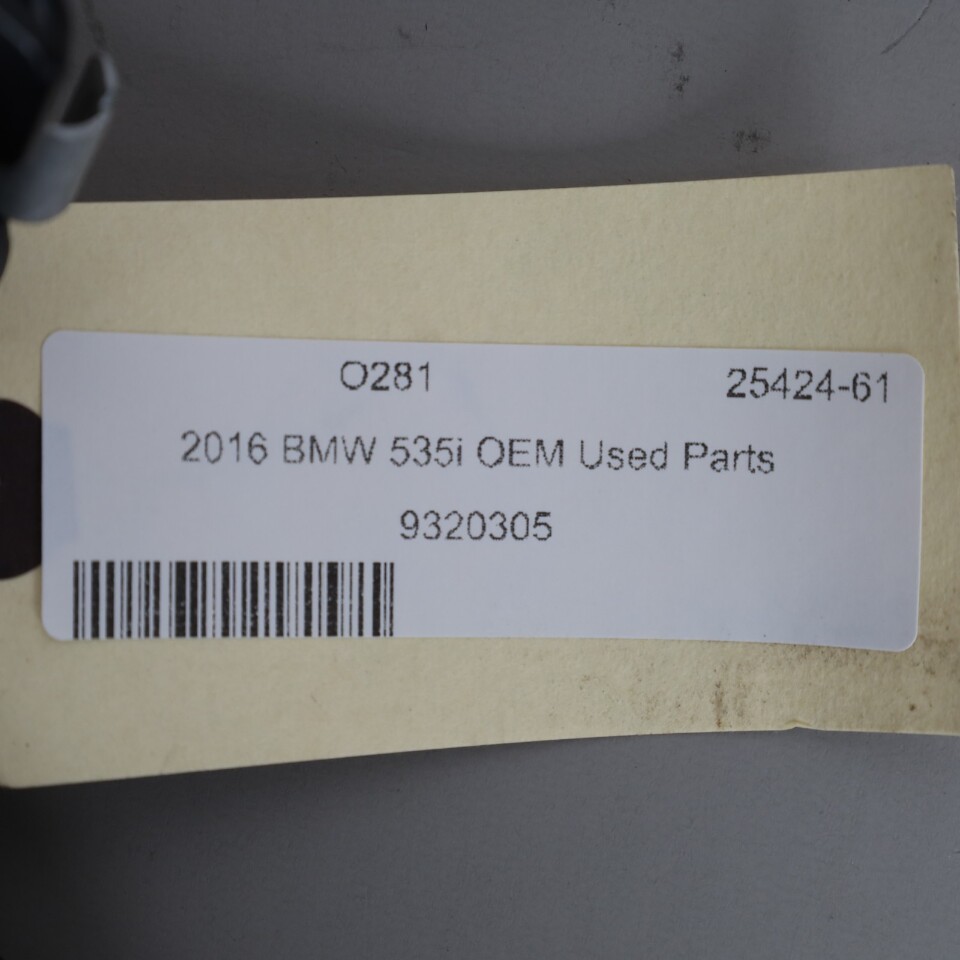 O281 25424-61
2016 BMW 535i OEM Used Parts
9320305